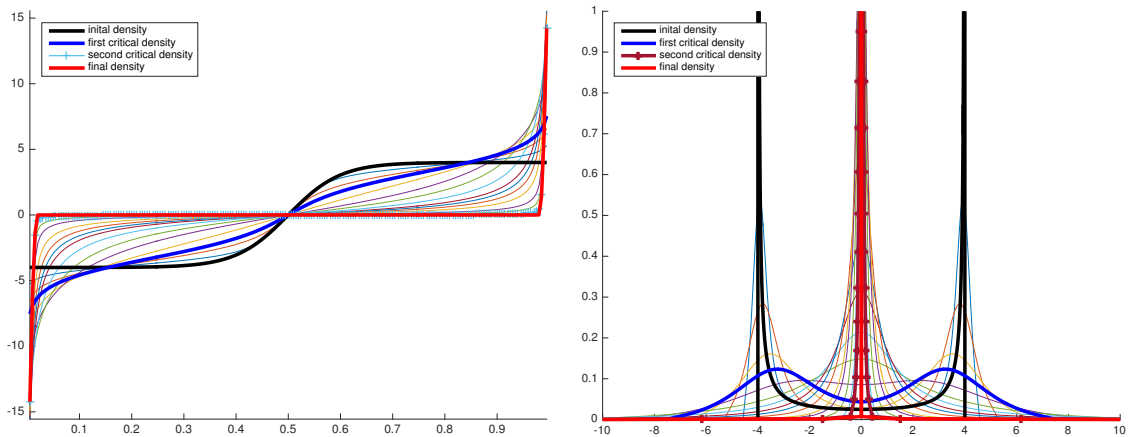 15
10
5
0
-5
-10
-15
0.1 0.2 0.3 0.4 0.5 0.6 0.7 0.8 0.9
inital density
first critical density
second critical density
final density
1
0.9
0.8
0.7
0.6
0.5
0.4
0.3
0.2
0.1
0
-10 -8 -6 -4 -2 0 2 4 6 8 10
inital density
first critical density
second critical density
final density